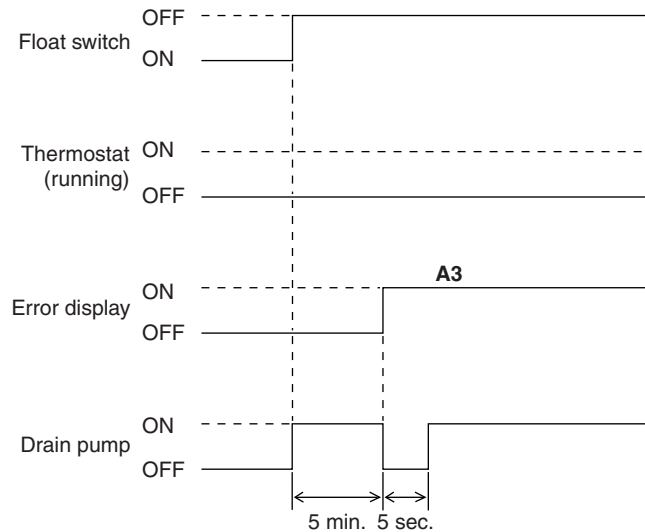 OFF
Float switch
ON
Thermostat
(running)
ON
OFF
A3
ON
Error display
OFF
ON
Drain pump
OFF
5 min. 5 sec.